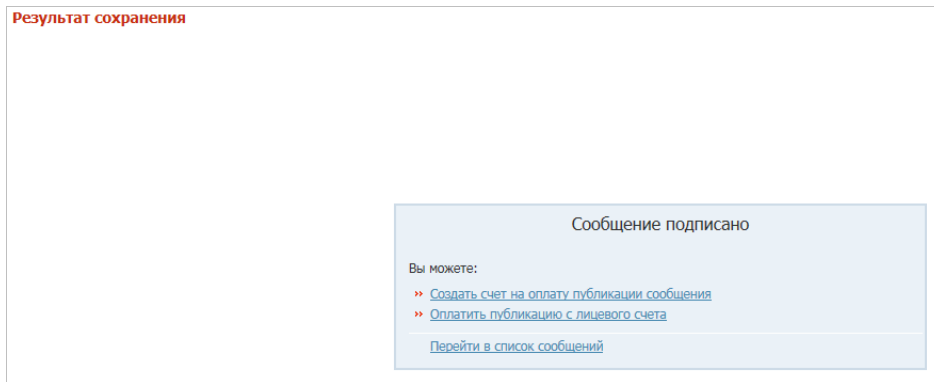 Результат сохранения
Сообщение подписано
Вы можете:
Создать счет на оплату публикации сообщения
Оплатить публикацию с лицевого счета
Перейти в список сообщений